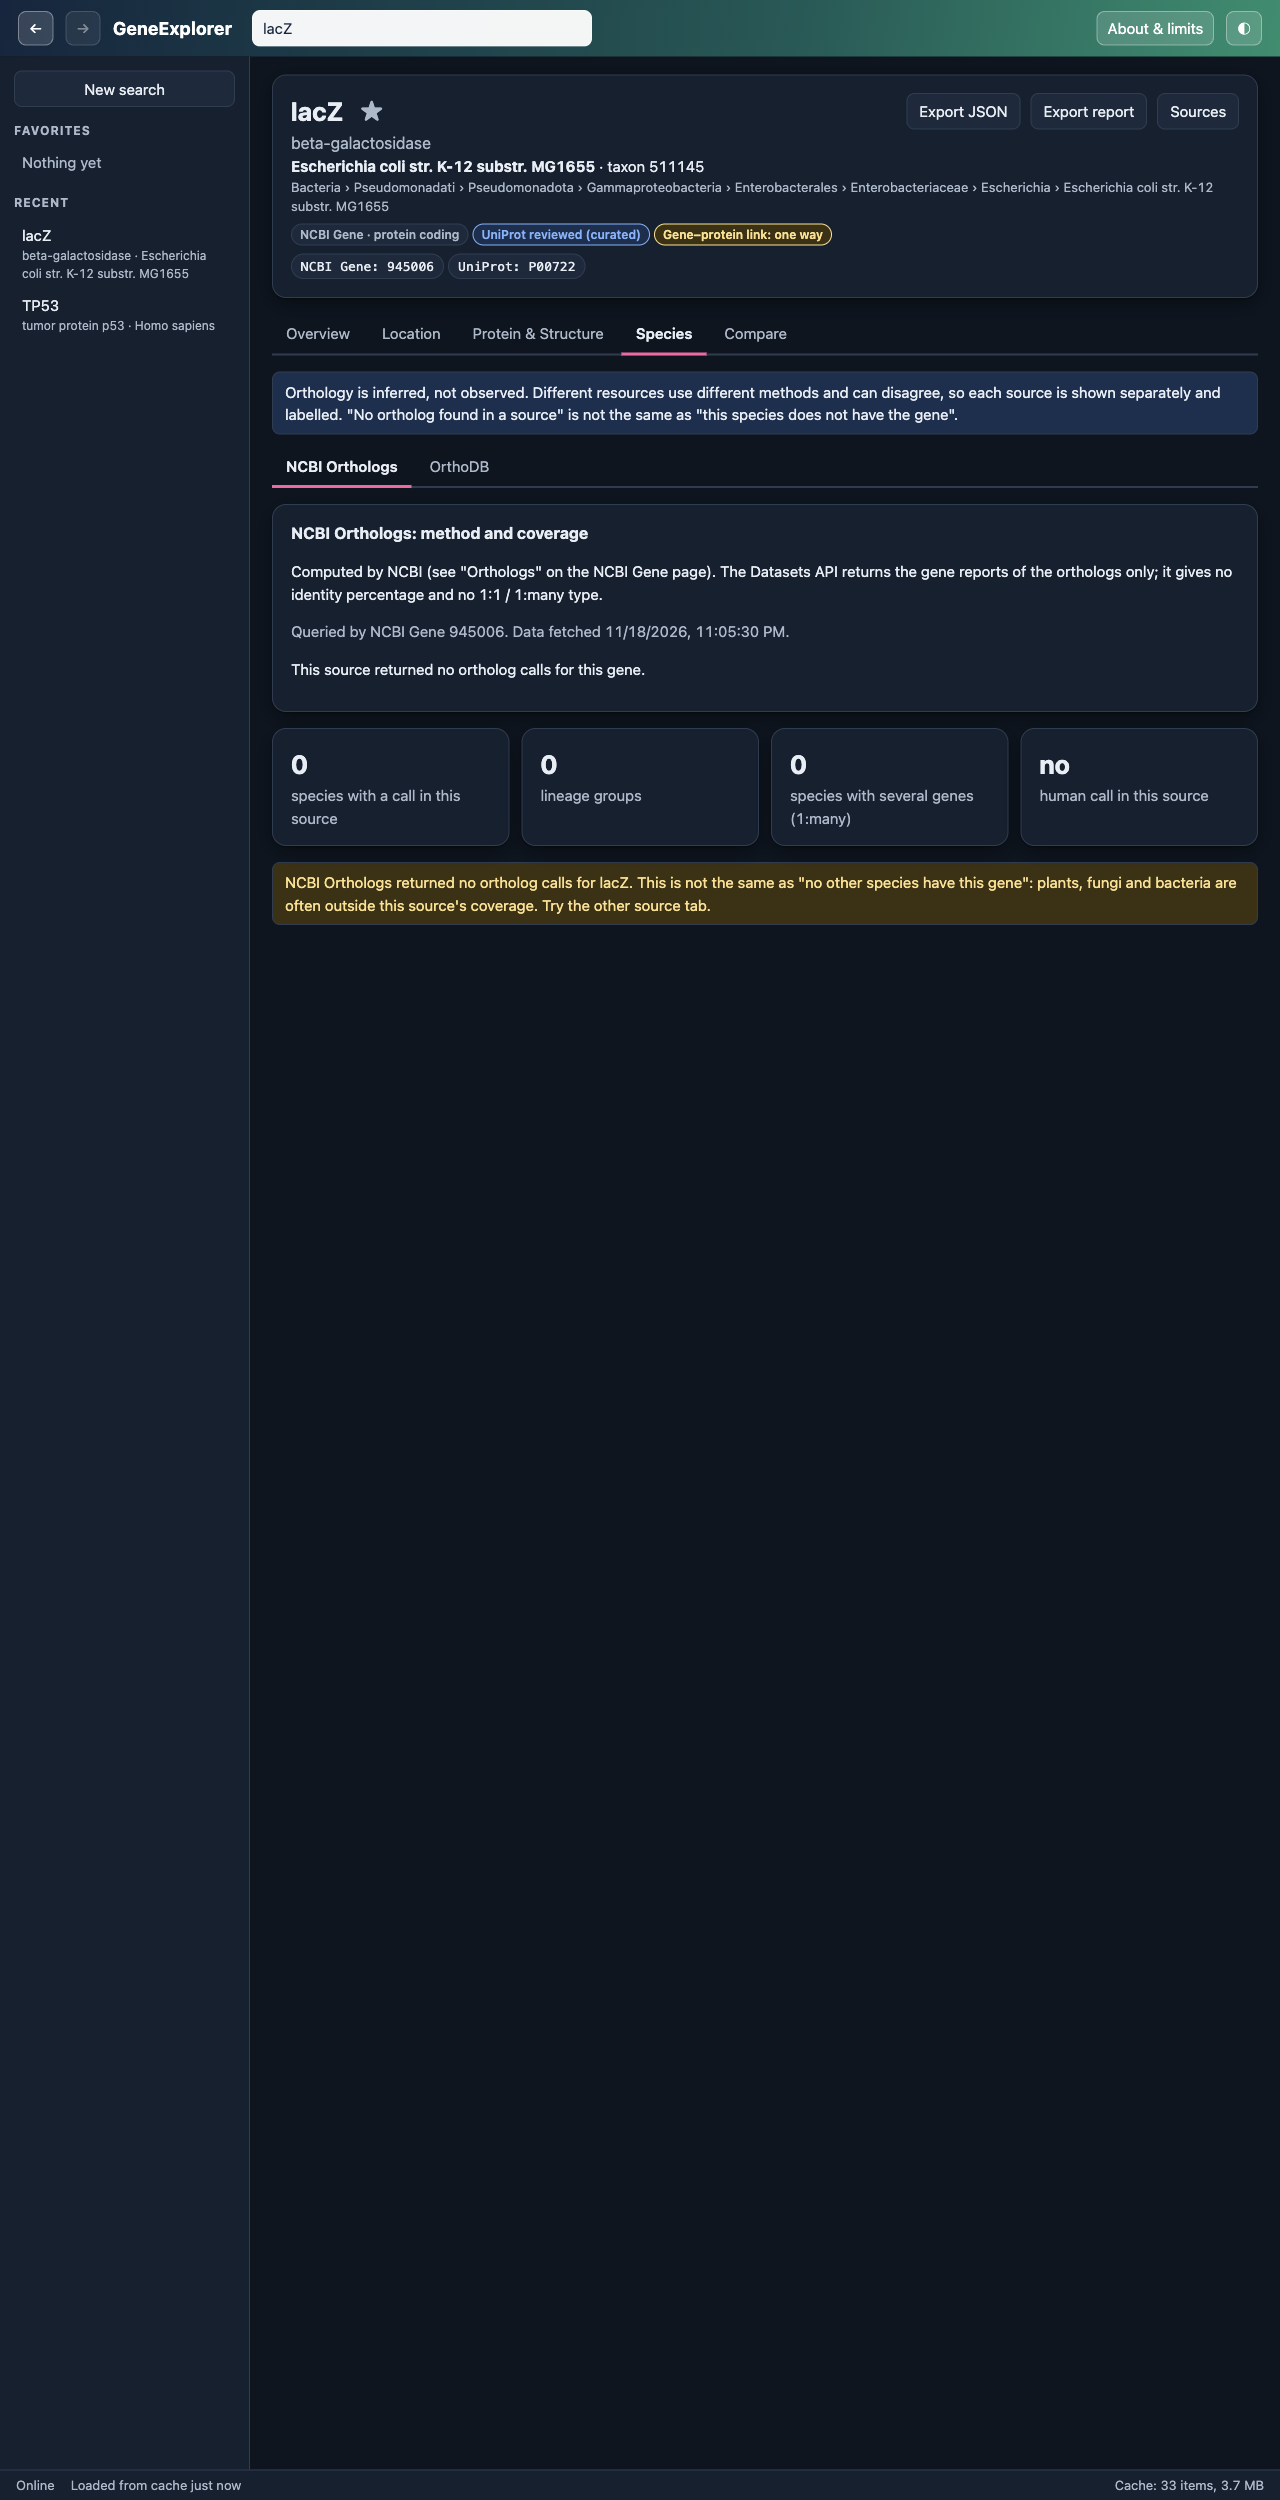 ← → GeneExplorer lacZ About & limits
New search
FAVORITES
Nothing yet
RECENT
lacZ
beta-galactosidase · Escherichia
coli str. K-12 substr. MG1655
TP53
tumor protein p53 · Homo sapiens
lacZ ★ Export JSON Export report Sources
beta-galactosidase
Escherichia coli str. K-12 substr. MG1655 · taxon 511145
Bacteria › Pseudomonadati › Pseudomonadota › Gammaproteobacteria › Enterobacterales › Enterobacteriaceae › Escherichia › Escherichia coli str. K-12
substr. MG1655
NCBI Gene · protein coding UniProt reviewed (curated) Gene–protein link: one way
NCBI Gene: 945006 UniProt: P00722
Overview Location Protein & Structure Species Compare
Orthology is inferred, not observed. Different resources use different methods and can disagree, so each source is shown separately and
labelled. "No ortholog found in a source" is not the same as "this species does not have the gene".
NCBI Orthologs OrthoDB
NCBI Orthologs: method and coverage
Computed by NCBI (see "Orthologs" on the NCBI Gene page). The Datasets API returns the gene reports of the orthologs only; it gives no
identity percentage and no 1:1 / 1:many type.
Queried by NCBI Gene 945006. Data fetched 11/18/2026, 11:05:30 PM.
This source returned no ortholog calls for this gene.
0
species with a call in this
source
0
lineage groups
0
species with several genes
(1:many)
no
human call in this source
NCBI Orthologs returned no ortholog calls for lacZ. This is not the same as "no other species have this gene": plants, fungi and bacteria are
often outside this source's coverage. Try the other source tab.
Online Loaded from cache just now Cache: 33 items, 3.7 MB